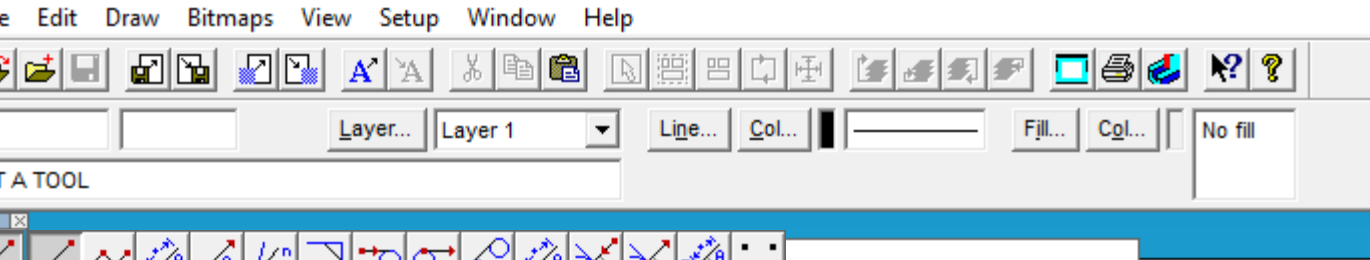 e Edit Draw Bitmaps View Setup Window Help
Layer... Layer 1 Line... Col... Fill... Col... No fill
T A TOOL